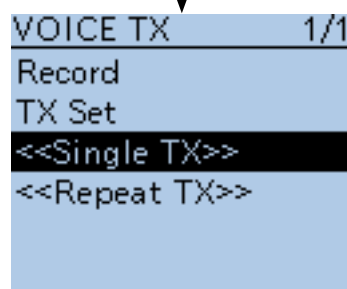 VOICE TX 1/1
Record
TX Set
<<Single TX>>
<<Repeat TX>>